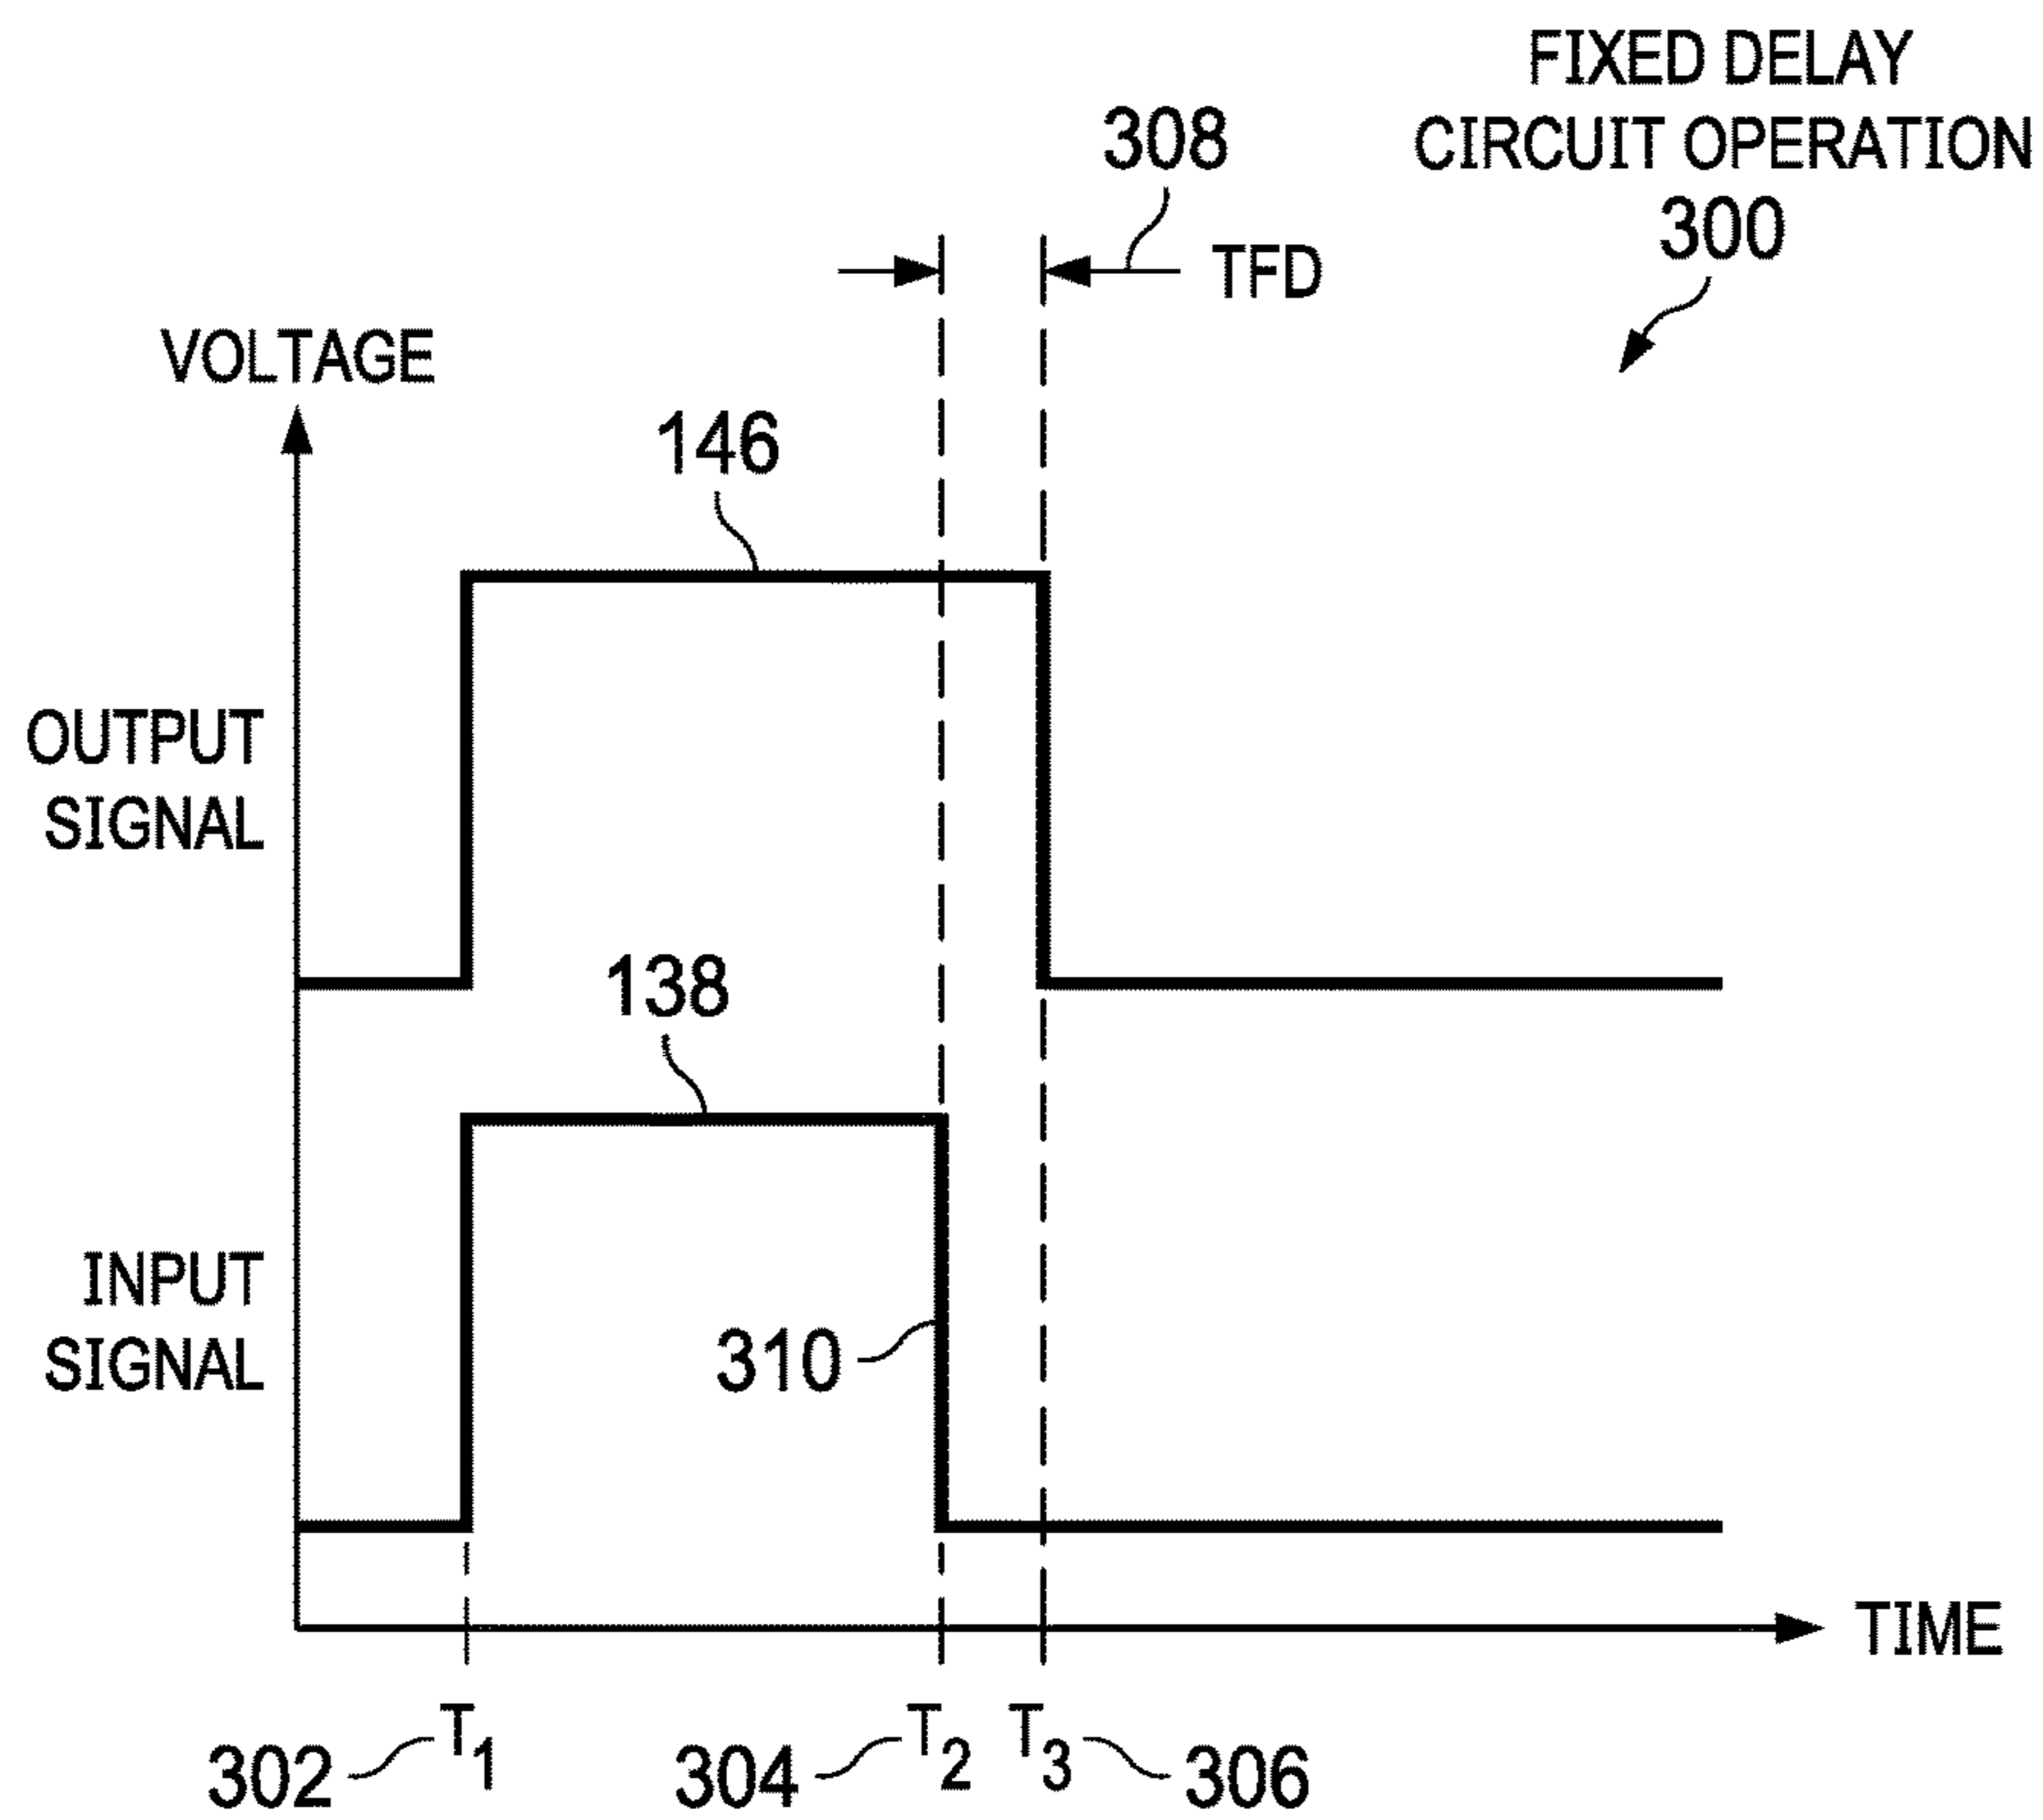 FIXED DELAY
CIRCUIT OPERATION
300
308
TFD
VOLTAGE
146
OUTPUT
SIGNAL
138
INPUT
SIGNAL
310
TIME
T1
T2
T3
302
304
306